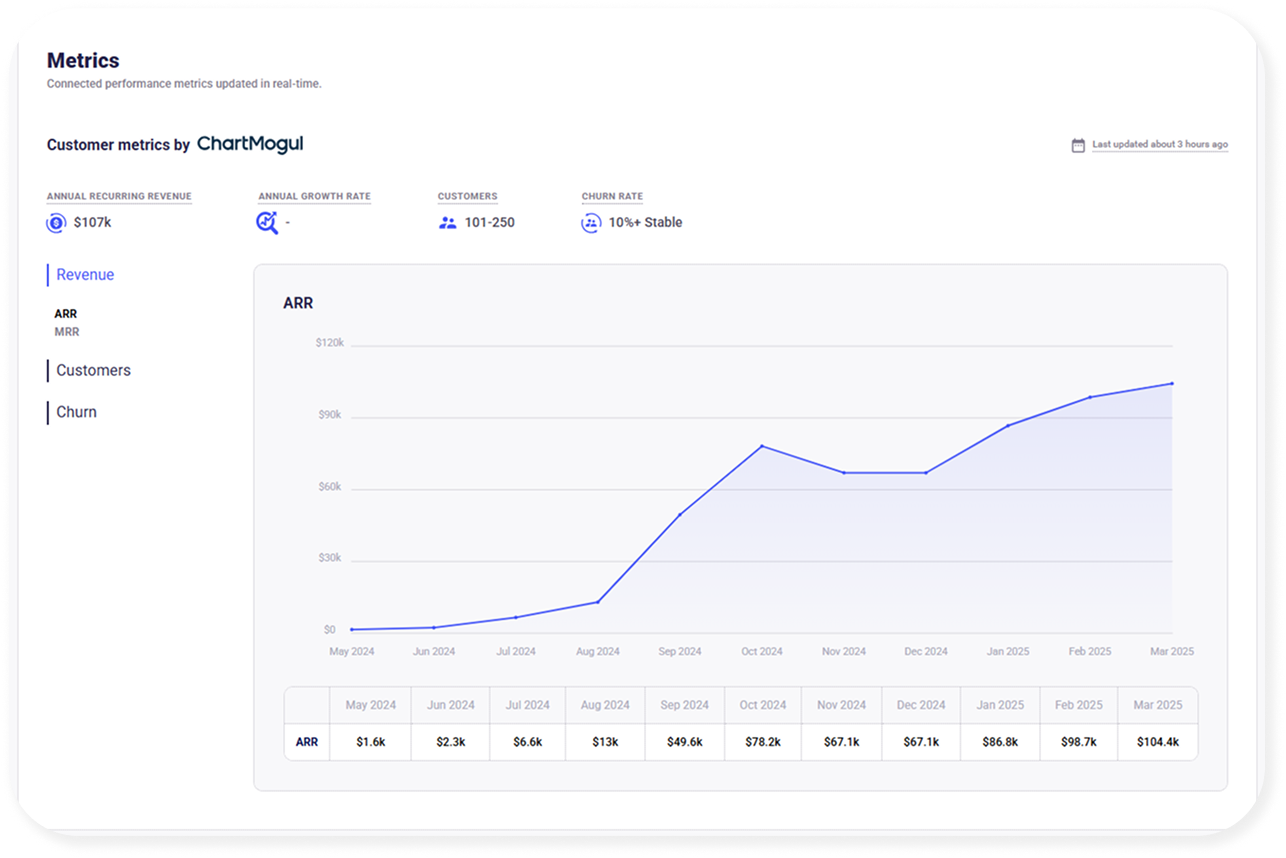 Metrics
Connected performance metrics updated in real-time.
Customer metrics by ChartMogul
Last updated about 3 hours ago
ANNUAL RECURRING REVENUE ANNUAL GROWTH RATE CUSTOMERS CHURN RATE
$107k - 101-250 10%+ Stable
Revenue
ARR
MRR
Customers
Churn
ARR
$120k
$90k
$60k
$30k
$0
May 2024 Jun 2024 Jul 2024 Aug 2024 Sep 2024 Oct 2024 Nov 2024 Dec 2024 Jan 2025 Feb 2025 Mar 2025
May 2024 Jun 2024 Jul 2024 Aug 2024 Sep 2024 Oct 2024 Nov 2024 Dec 2024 Jan 2025 Feb 2025 Mar 2025
ARR $1.6k $2.3k $6.6k $13k $49.6k $78.2k $67.1k $67.1k $86.8k $98.7k $104.4k